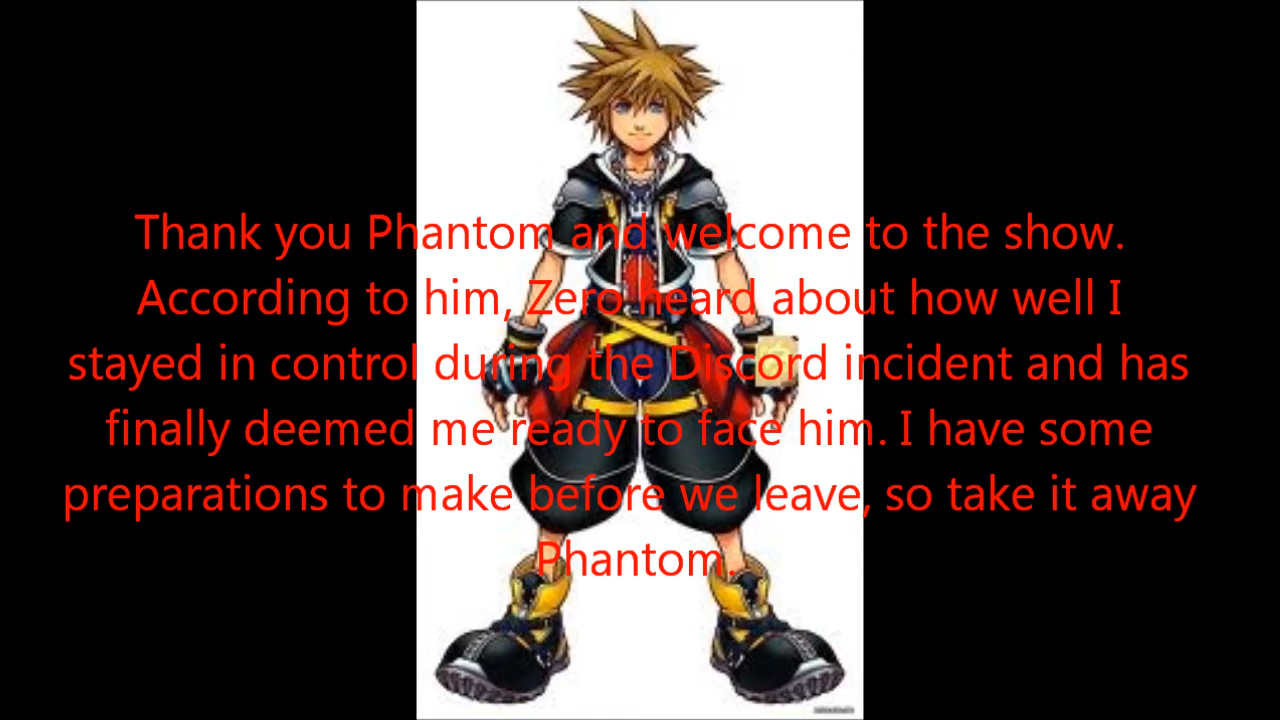 Thank you Phantom and welcome to the show.
According to him, Zero heard about how well I
stayed in control during the Discord incident and has
finally deemed me ready to face him. I have some
preparations to make before we leave, so take it away
Phantom.